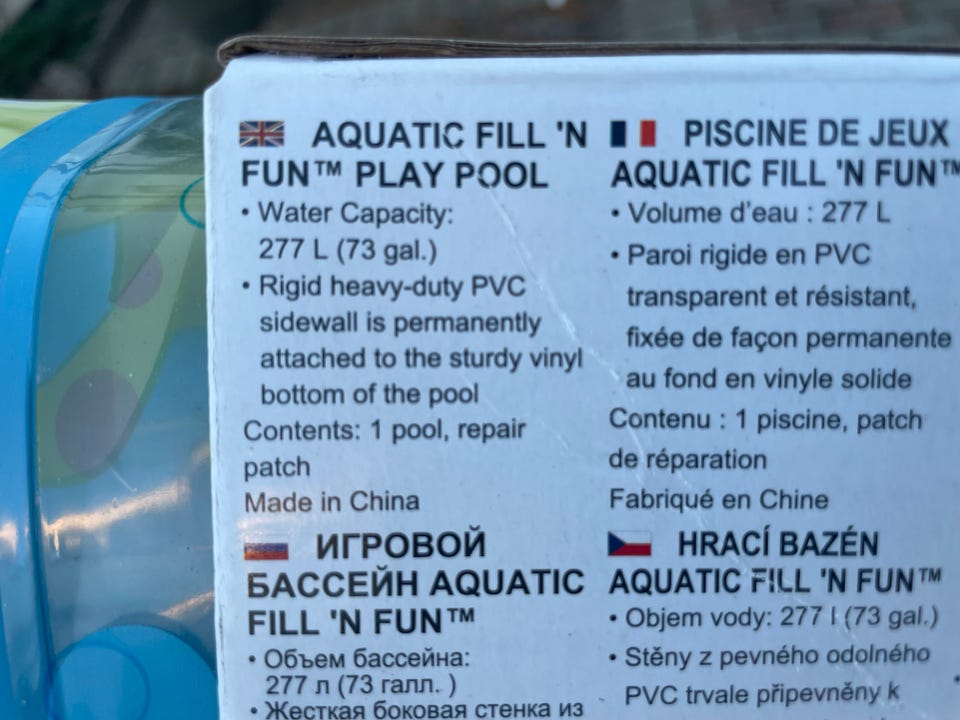 AQUATIC FILL 'N
FUN™ PLAY POOL
• Water Capacity:
277 L (73 gal.)
• Rigid heavy-duty PVC
sidewall is permanently
attached to the sturdy vinyl
bottom of the pool
Contents: 1 pool, repair
patch
Made in China
PISCINE DE JEUX
AQUATIC FILL 'N FUN™
• Volume d'eau : 277 L
• Paroi rigide en PVC
transparent et résistant,
fixée de façon permanente
au fond en vinyle solide
Contenu : 1 piscine, patch
de réparation
Fabriqué en Chine
ИГРОВОЙ
БАССЕЙН AQUATIC
FILL 'N FUN™
• Объем бассейна:
277 л (73 галл. )
• Жесткая боковая стенка из
HRACÍ BAZÉN
AQUATIC FILL 'N FUN™
• Objem vody: 277 l (73 gal.)
• Stěny z pevného odolného
PVC trvale připevněny k